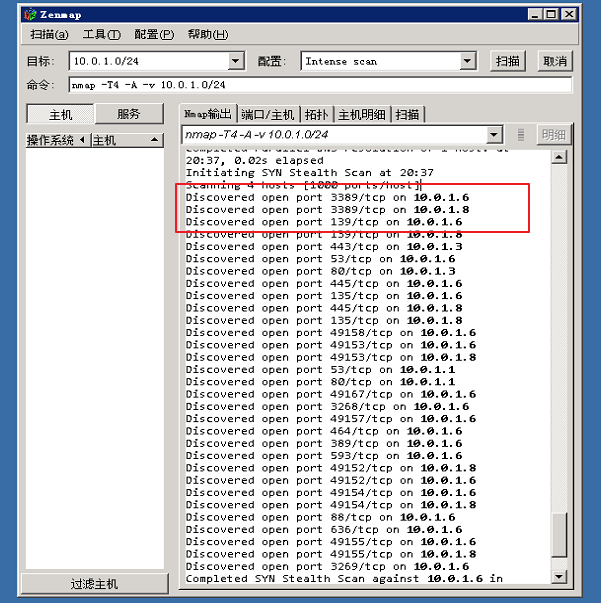 Zenmap
扫描(a) 工具(T) 配置(P) 帮助(H)
目标: 10.0.1.0/24 配置: Intense scan 扫描 取消
命令: nmap -T4 -A -v 10.0.1.0/24
主机 服务 Nmap输出 端口/主机 拓扑 主机明细 扫描
操作系统 主机 nmap -T4 -A -v 10.0.1.0/24 明细
Completed Parallel DNS resolution of 1 host. at
20:37, 0.02s elapsed
Initiating SYN Stealth Scan at 20:37
Scanning 4 hosts [1000 ports/host]
Discovered open port 3389/tcp on 10.0.1.6
Discovered open port 3389/tcp on 10.0.1.8
Discovered open port 139/tcp on 10.0.1.6
Discovered open port 139/tcp on 10.0.1.8
Discovered open port 443/tcp on 10.0.1.3
Discovered open port 53/tcp on 10.0.1.6
Discovered open port 80/tcp on 10.0.1.3
Discovered open port 445/tcp on 10.0.1.6
Discovered open port 135/tcp on 10.0.1.6
Discovered open port 445/tcp on 10.0.1.8
Discovered open port 135/tcp on 10.0.1.8
Discovered open port 49158/tcp on 10.0.1.6
Discovered open port 49153/tcp on 10.0.1.6
Discovered open port 49153/tcp on 10.0.1.8
Discovered open port 53/tcp on 10.0.1.1
Discovered open port 80/tcp on 10.0.1.1
Discovered open port 49167/tcp on 10.0.1.6
Discovered open port 3268/tcp on 10.0.1.6
Discovered open port 49157/tcp on 10.0.1.6
Discovered open port 464/tcp on 10.0.1.6
Discovered open port 389/tcp on 10.0.1.6
Discovered open port 593/tcp on 10.0.1.6
Discovered open port 49152/tcp on 10.0.1.8
Discovered open port 49152/tcp on 10.0.1.6
Discovered open port 49154/tcp on 10.0.1.6
Discovered open port 49154/tcp on 10.0.1.8
Discovered open port 88/tcp on 10.0.1.6
Discovered open port 636/tcp on 10.0.1.6
Discovered open port 49155/tcp on 10.0.1.6
Discovered open port 49155/tcp on 10.0.1.8
Discovered open port 3269/tcp on 10.0.1.6
Completed SYN Stealth Scan against 10.0.1.6 in
过滤主机